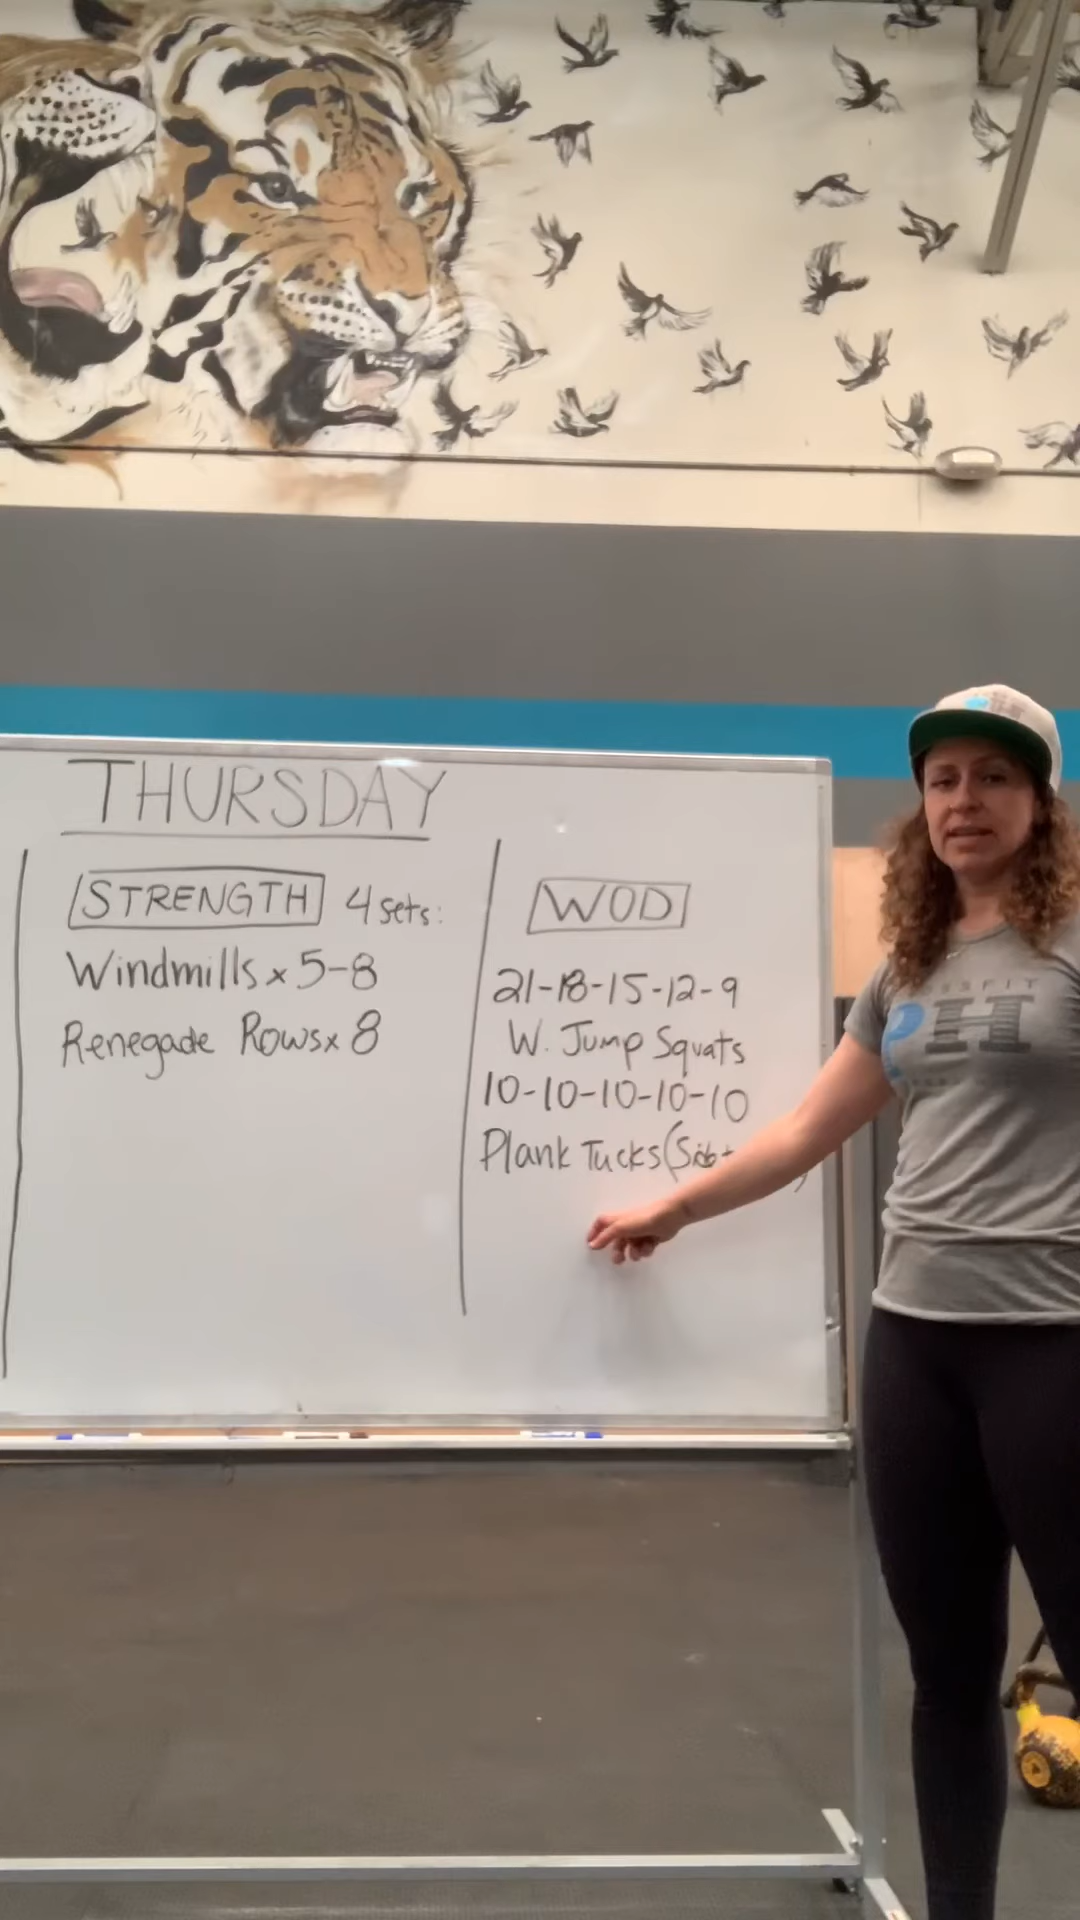 THURSDAY
STRENGTH 4 sets:
Windmills x 5-8
Renegade Rows x 8
WOD
21-18-15-12-9
W. Jump Squats
10-10-10-10-10
Plank Tucks (
H